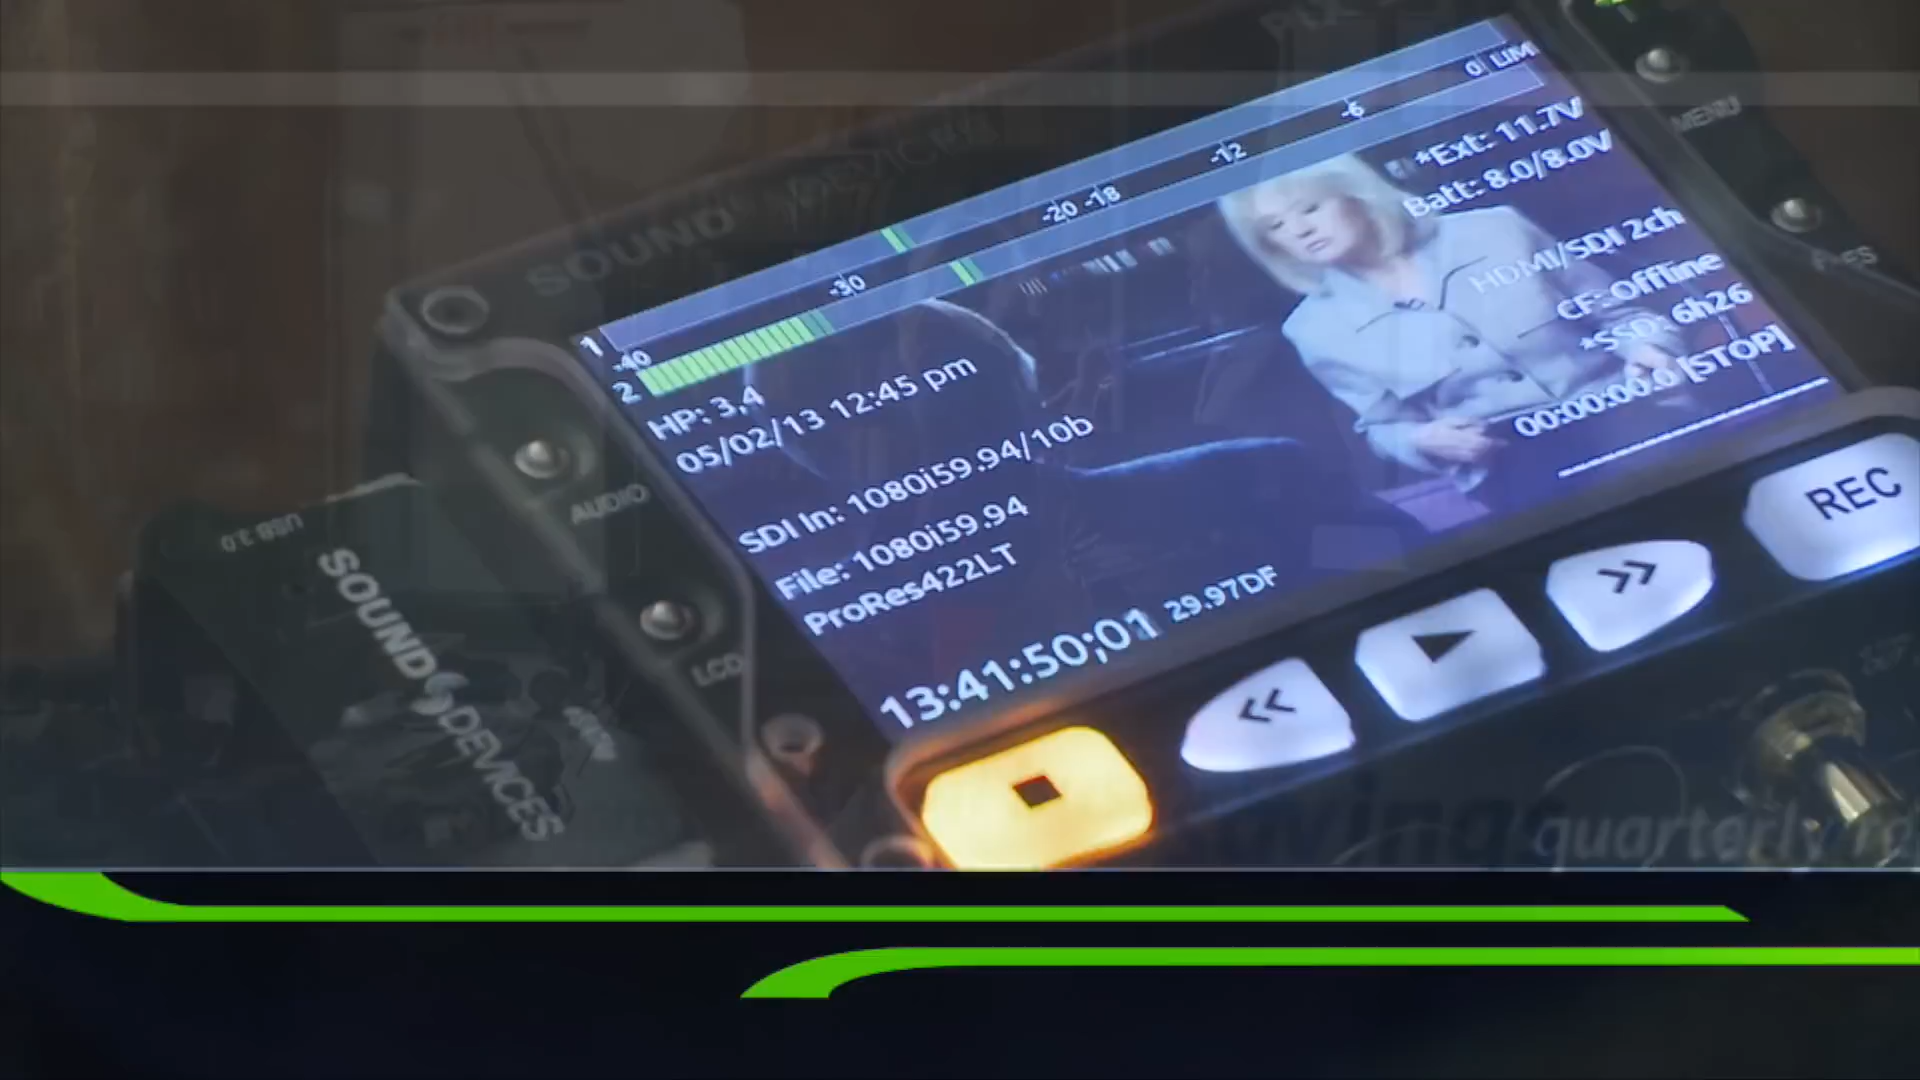 SOUND DEVICES
MENU
0 LIM
-6
-12
-20 -18
-30
-40
1
2
*Ext: 11.7V
Batt: 8.0/8.0V
HDMI/SDI 2ch
CF: Offline
*SSD: 6h26
00:00:00.0 [STOP]
HP: 3,4
05/02/13 12:45 pm
SDI In: 1080i59.94/10b
File: 1080i59.94
ProRes422LT
13:41:50;01 29.97DF
AUDIO
LCD
REC
USB 3.0
SOUND DEVICES
quarterly